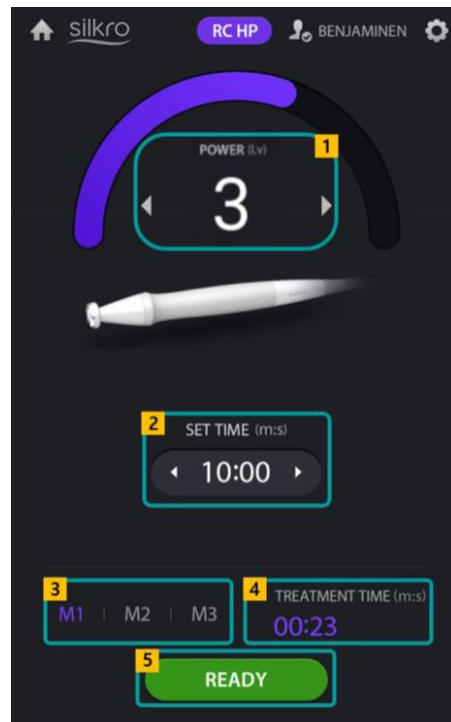 silkro RC HP BENJAMINEN
POWER (Lv) 1
3
2 SET TIME (m:s)
10:00
3 4 TREATMENT TIME (m:s)
M1 | M2 | M3 00:23
5
READY